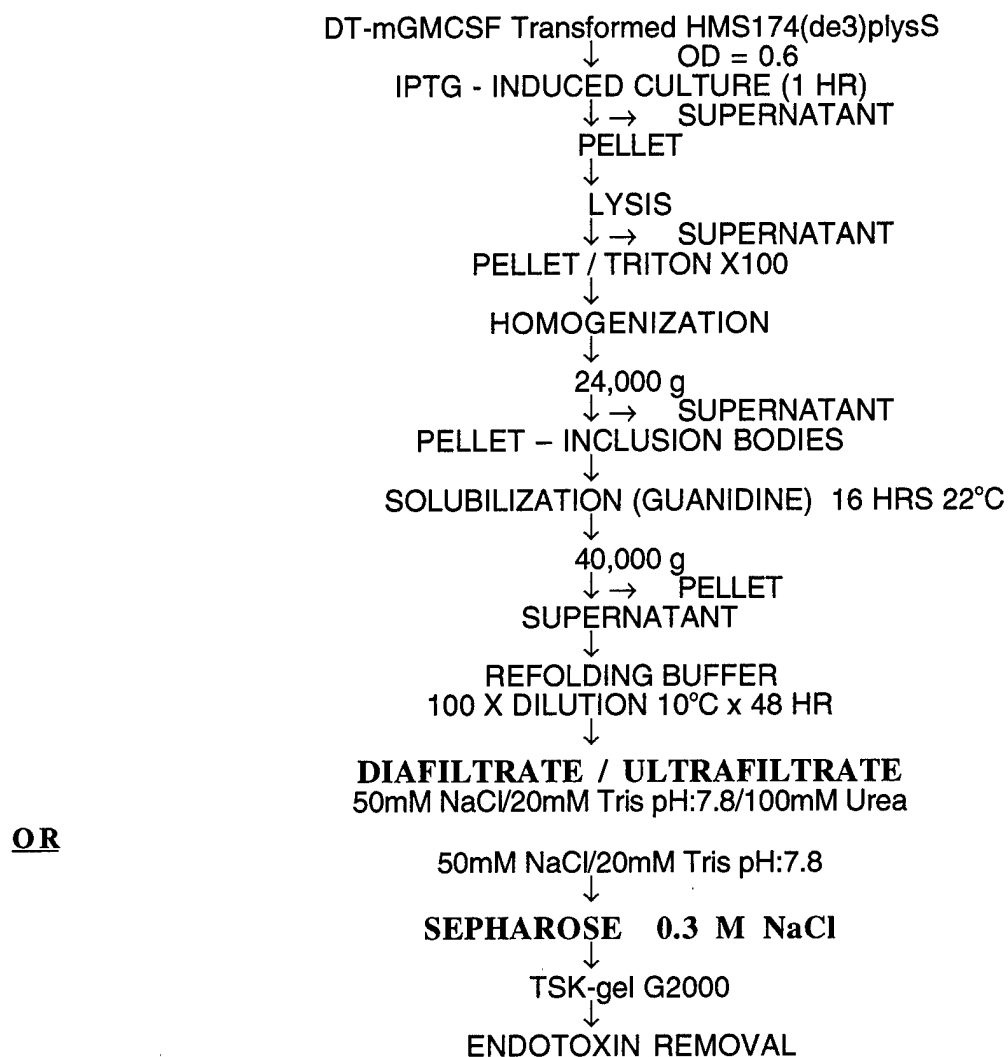 DT-mGMCSF Transformed HMS174(de3)plysS
↓ OD = 0.6
IPTG - INDUCED CULTURE (1 HR)
↓ → SUPERNATANT
PELLET
↓
LYSIS
↓ → SUPERNATANT
PELLET / TRITON X100
↓
HOMOGENIZATION
↓
24,000 g
↓ → SUPERNATANT
PELLET – INCLUSION BODIES
↓
SOLUBILIZATION (GUANIDINE) 16 HRS 22°C
↓
40,000 g
↓ → PELLET
SUPERNATANT
↓
REFOLDING BUFFER
100 X DILUTION 10°C x 48 HR
↓
DIAFILTRATE / ULTRAFILTRATE
50mM NaCl/20mM Tris pH:7.8/100mM Urea
OR
50mM NaCl/20mM Tris pH:7.8
↓
SEPHAROSE 0.3 M NaCl
↓
TSK-gel G2000
↓
ENDOTOXIN REMOVAL